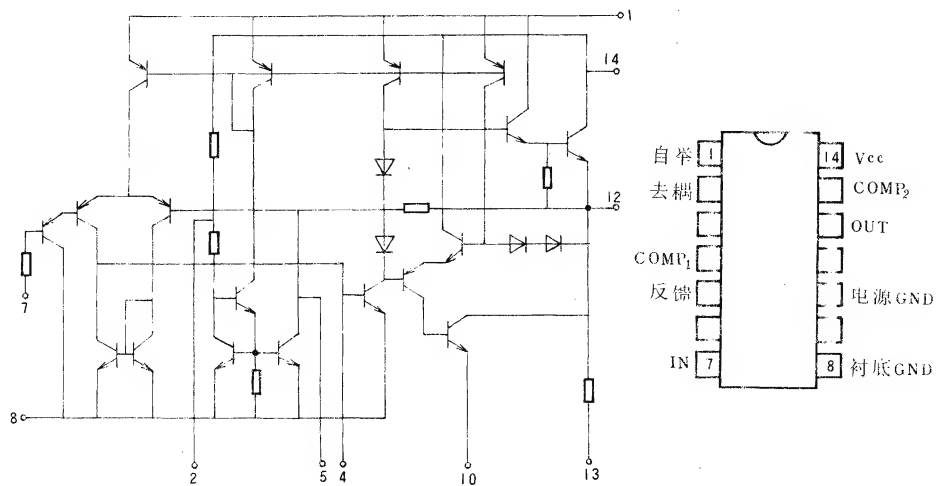 1
14
12
7
8
2
5 4
10
13
自举 1
去耦
COMP₁
反馈
IN 7
14 Vcc
COMP₂
OUT
电源GND
8 衬底GND